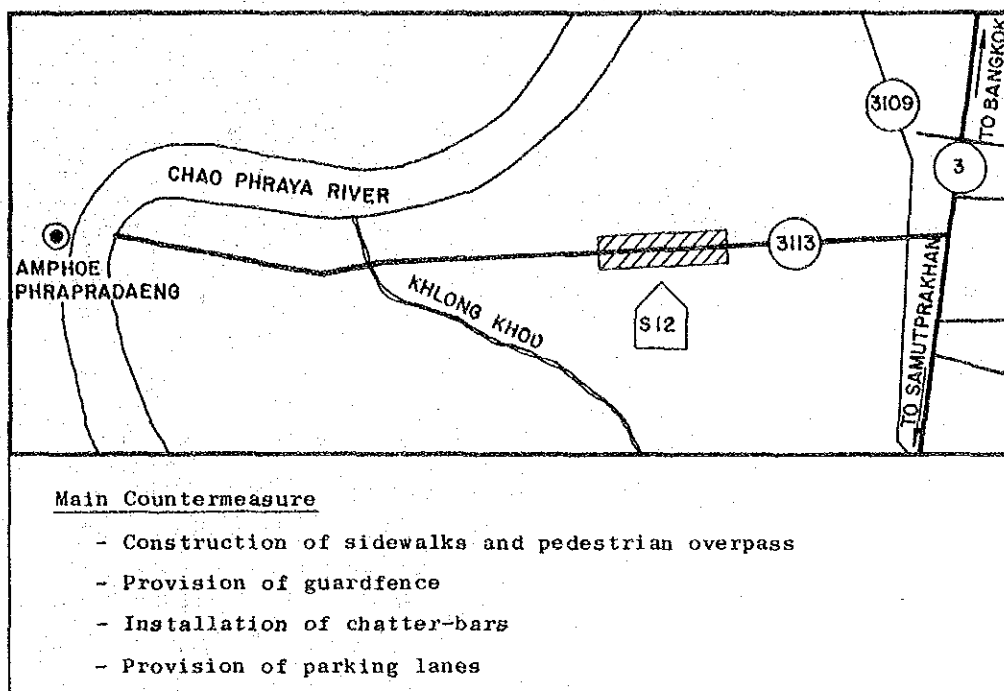 3109
TO BANGKOK
3
CHAO PHRAYA RIVER
3113
AMPHOE
PHRAPRADAENG
KHLONG KHOD
S12
TO SAMUTPRAKHAN
Main Countermeasure
- Construction of sidewalks and pedestrian overpass
- Provision of guardfence
- Installation of chatter-bars
- Provision of parking lanes